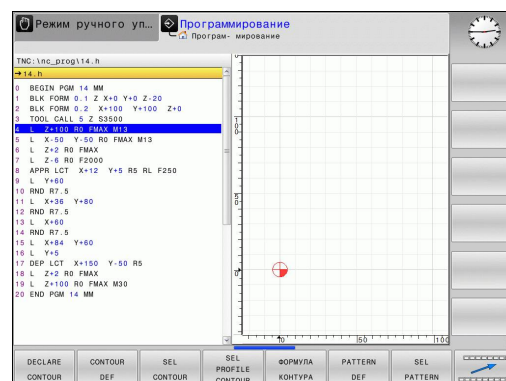 Режим ручного уп…
Программирование
Програм- мирование
TNC:\nc_prog\14.h
→14.h
0 BEGIN PGM 14 MM
1 BLK FORM 0.1 Z X+0 Y+0 Z-20
2 BLK FORM 0.2 X+100 Y+100 Z+0
3 TOOL CALL 5 Z S3500
4 L Z+100 R0 FMAX M13
5 L X-50 Y-50 R0 FMAX M13
6 L Z+2 R0 FMAX
7 L Z-6 R0 F2000
8 APPR LCT X+12 Y+5 R5 RL F250
9 L Y+60
10 RND R7.5
11 L X+36 Y+80
12 RND R7.5
13 L X+60
14 RND R7.5
15 L X+84 Y+60
16 L Y+5
17 DEP LCT X+150 Y-50 R5
18 L Z+2 R0 FMAX
19 L Z+100 R0 FMAX M30
20 END PGM 14 MM
100
50
0
0
50
100
DECLARE CONTOUR
CONTOUR DEF
SEL CONTOUR
SEL PROFILE CONTOUR
ФОРМУЛА КОНТУРА
PATTERN DEF
SEL PATTERN